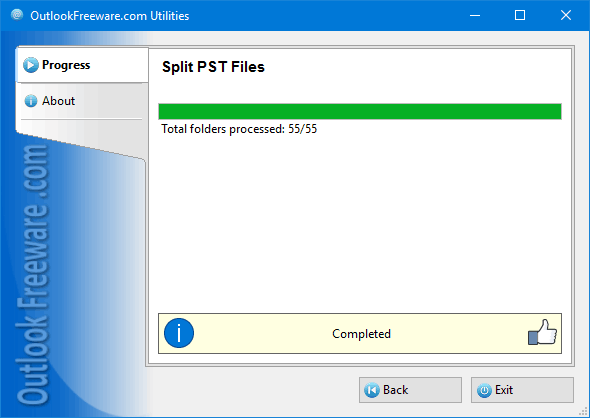 OutlookFreeware.com Utilities
Progress
About
Split PST Files
Total folders processed: 55/55
Outlook Freeware .com
i
Completed
Back
Exit